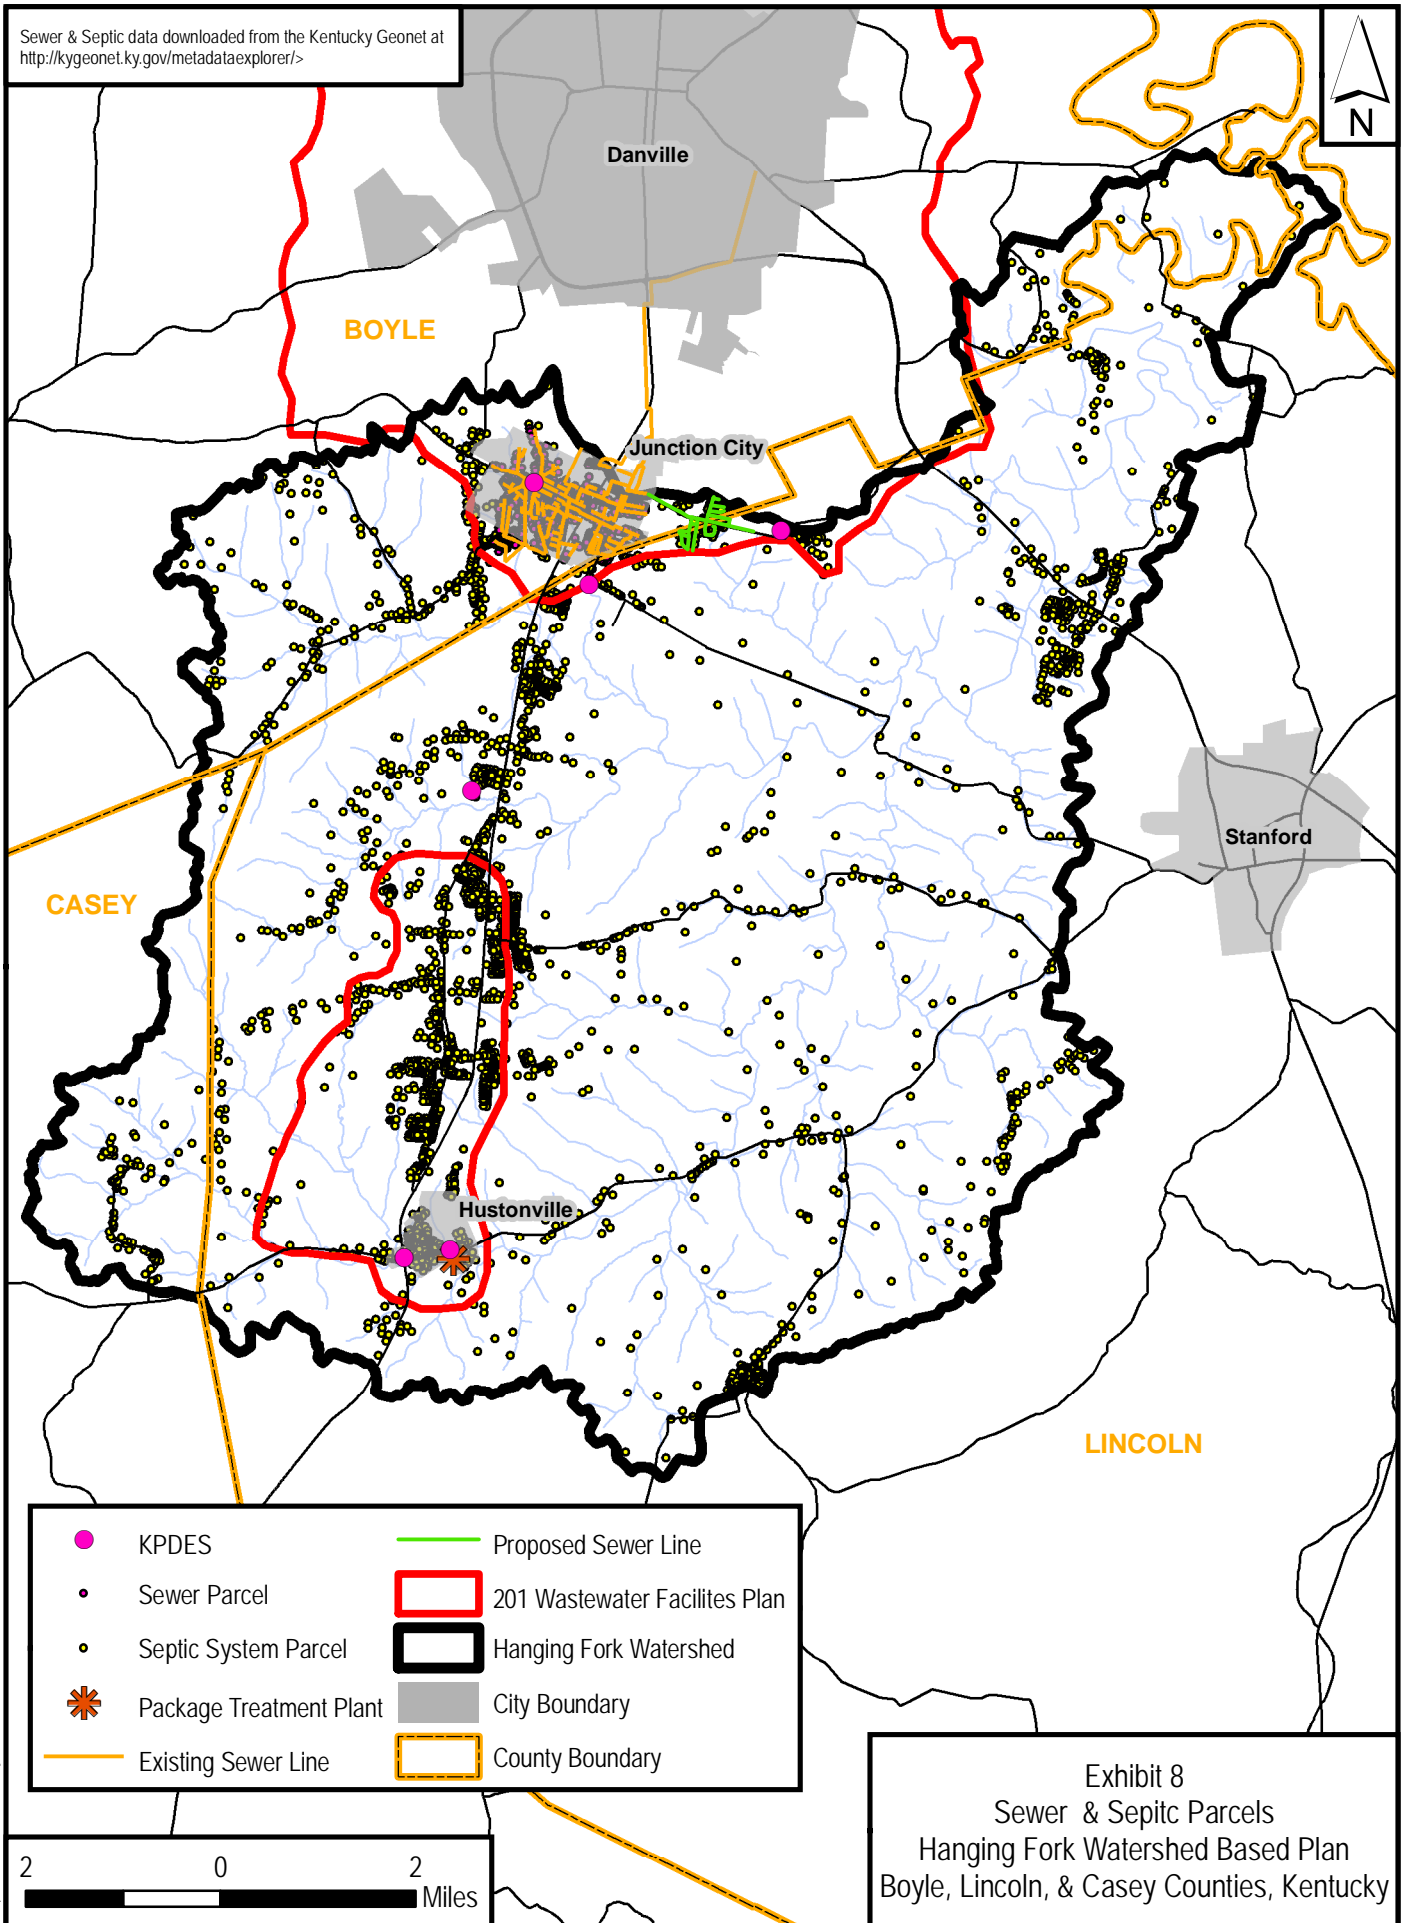 Sewer & Septic data downloaded from the Kentucky Geonet at
http://kygeonet.ky.gov/metadataexplorer/>
N
Danville
BOYLE
Junction City
Stanford
CASEY
Hustonville
LINCOLN
KPDES
Sewer Parcel
Septic System Parcel
Package Treatment Plant
Existing Sewer Line
Proposed Sewer Line
201 Wastewater Facilites Plan
Hanging Fork Watershed
City Boundary
County Boundary
2 0 2
Miles
Exhibit 8
Sewer & Sepitc Parcels
Hanging Fork Watershed Based Plan
Boyle, Lincoln, & Casey Counties, Kentucky